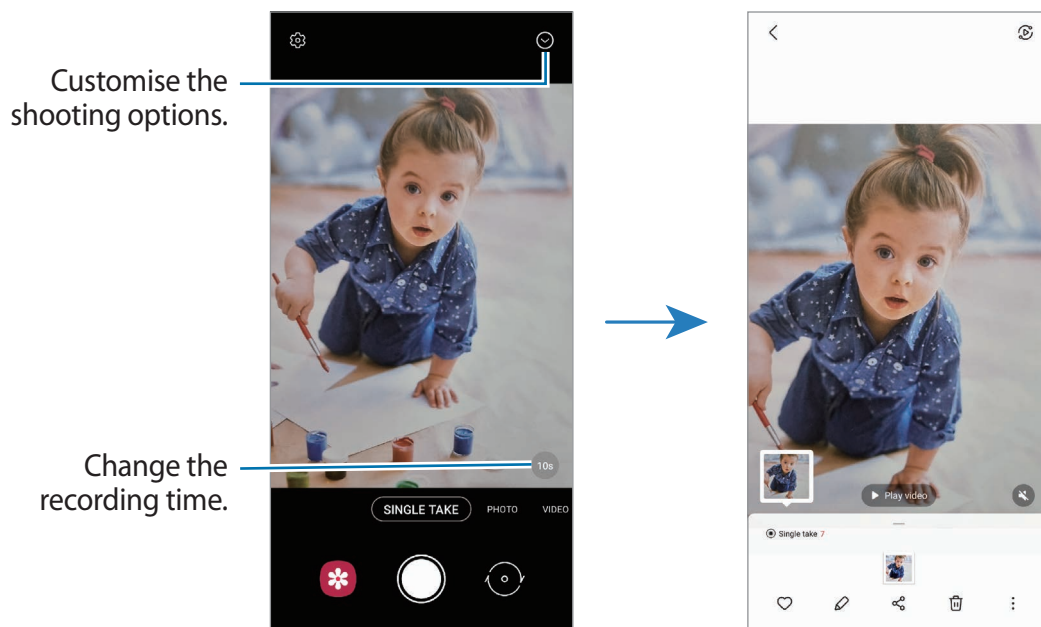 Customise the
shooting options.
Change the
recording time.
10s
SINGLE TAKE PHOTO VIDEO
Play video
Single take 7